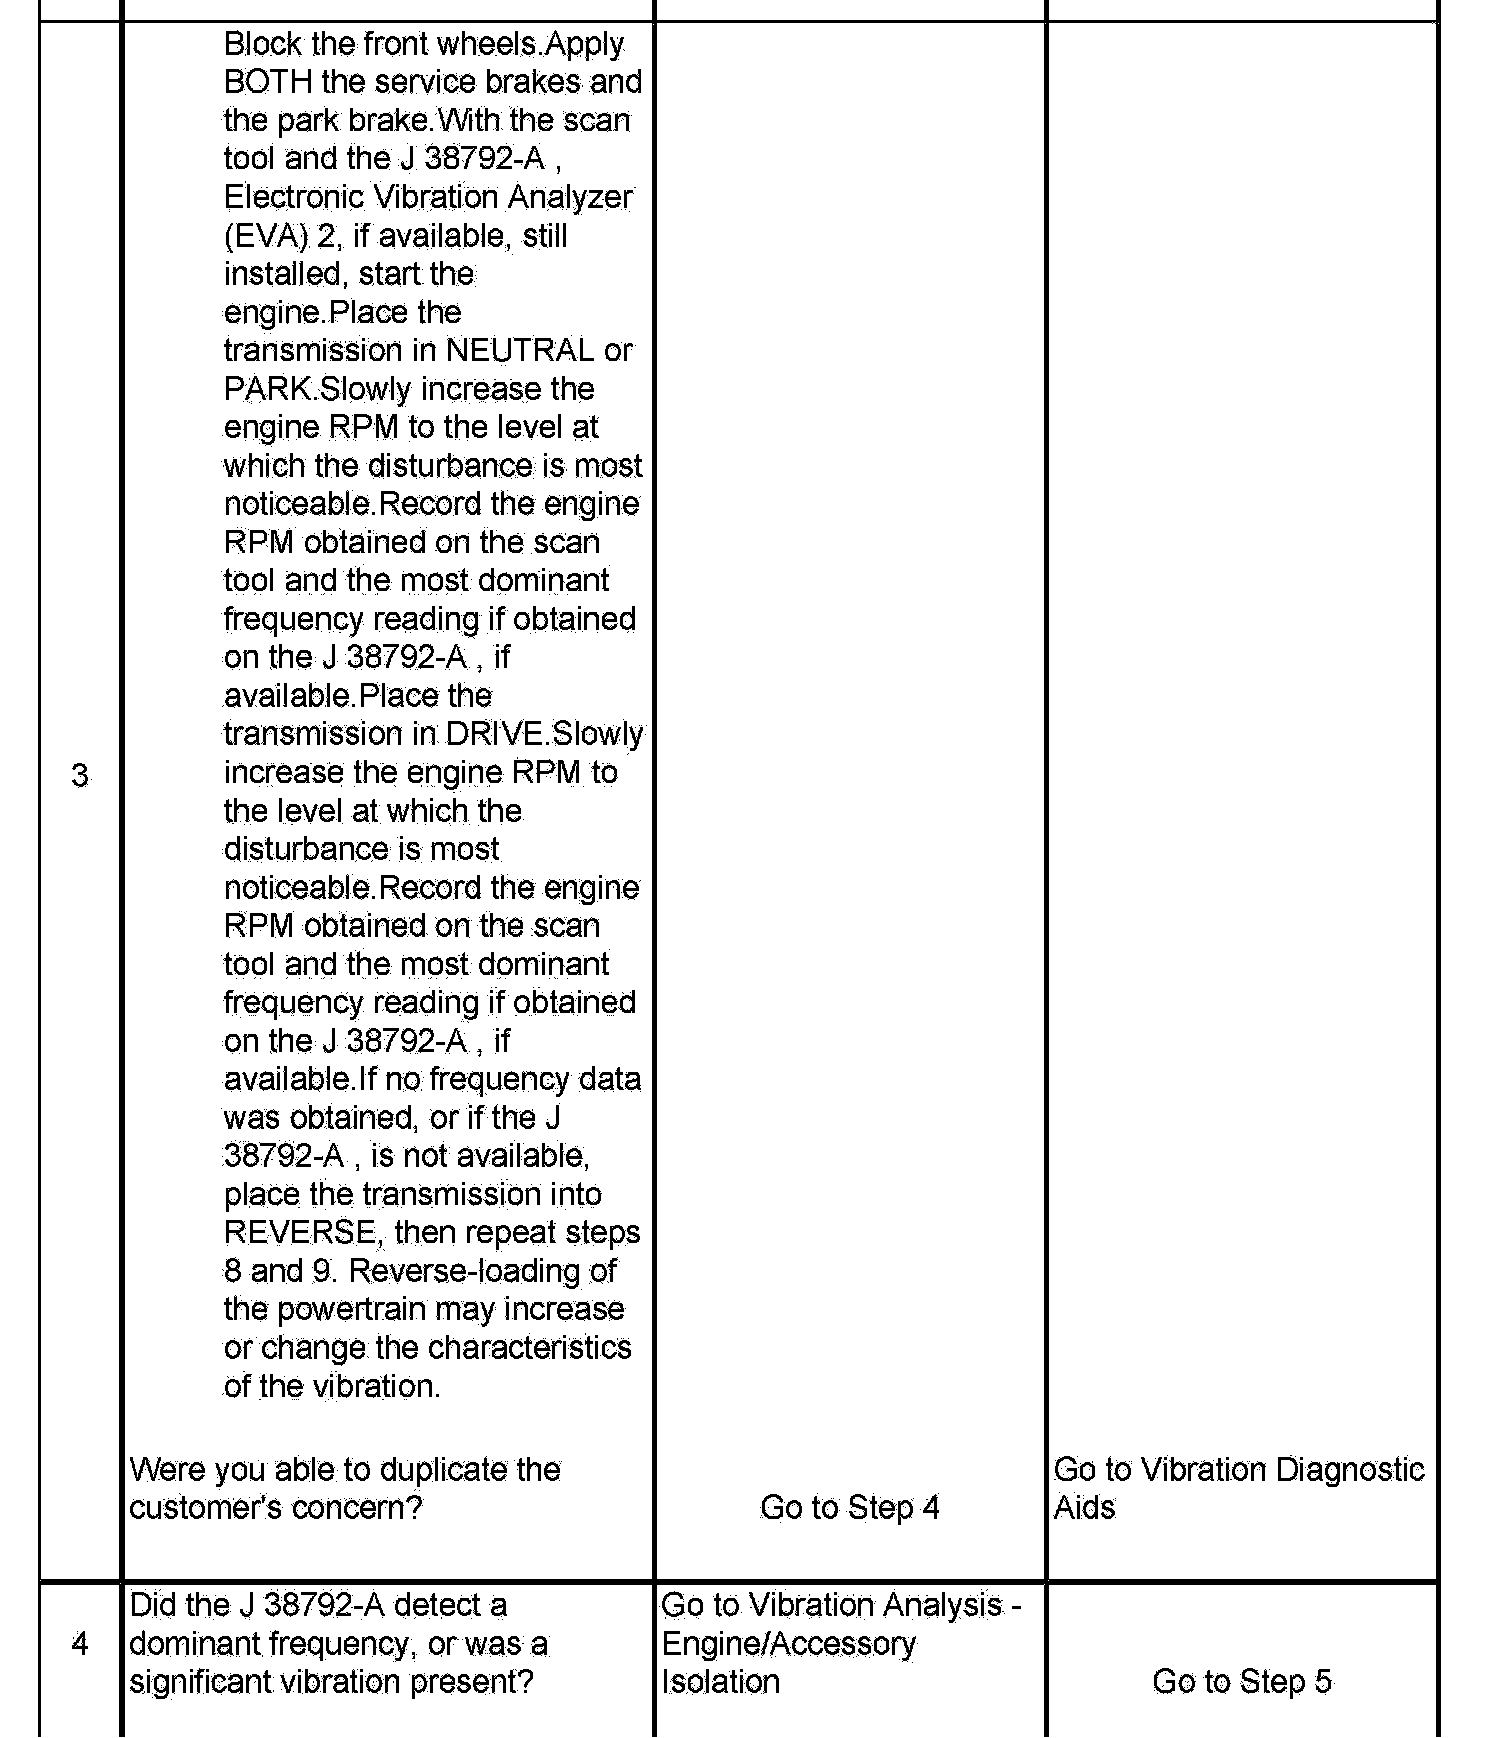 Block the front wheels.Apply
BOTH the service brakes and
the park brake.With the scan
tool and the J 38792-A ,
Electronic Vibration Analyzer
(EVA) 2, if available, still
installed, start the
engine.Place the
transmission in NEUTRAL or
PARK.Slowly increase the
engine RPM to the level at
which the disturbance is most
noticeable.Record the engine
RPM obtained on the scan
tool and the most dominant
frequency reading if obtained
on the J 38792-A , if
available.Place the
transmission in DRIVE.Slowly
3
increase the engine RPM to
the level at which the
disturbance is most
noticeable.Record the engine
RPM obtained on the scan
tool and the most dominant
frequency reading if obtained
on the J 38792-A , if
available.If no frequency data
was obtained, or if the J
38792-A , is not available,
place the transmission into
REVERSE, then repeat steps
8 and 9. Reverse-loading of
the powertrain may increase
or change the characteristics
of the vibration.
Were you able to duplicate the
customer's concern?
Go to Step 4
Go to Vibration Diagnostic
Aids
4
Did the J 38792-A detect a
dominant frequency, or was a
significant vibration present?
Go to Vibration Analysis -
Engine/Accessory
Isolation
Go to Step 5